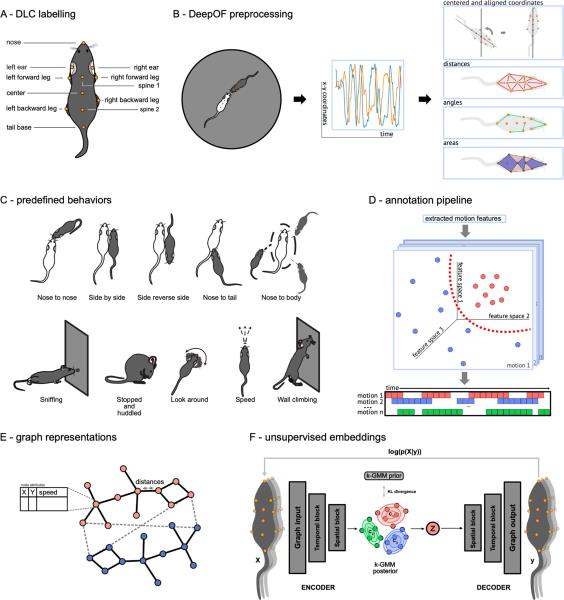 A - DLC labelling
nose
left ear
right ear
left forward leg
right forward leg
spine 1
center
right backward leg
left backward leg
spine 2
tail base
B - DeepOF preprocessing
x-y coordinates
time
centered and aligned coordinates
distances
angles
areas
C - predefined behaviors
Nose to nose
Side by side
Side reverse side
Nose to tail
Nose to body
Sniffing
Stopped
and
huddled
Look around
Speed
Wall climbing
D - annotation pipeline
extracted motion features
feature space 1
feature space 2
feature space 3
motion 1
2
time
motion 1
motion 2
...
motion n
...
E - graph representations
node attributes
X Y speed
distances
F - unsupervised embeddings
log(p(X|y))
k-GMM prior
KL divergence
Graph input
Temporal block
Spatial block
k-GMM
posterior
Z
Spatial block
Temporal block
Graph output
X
y
ENCODER
DECODER